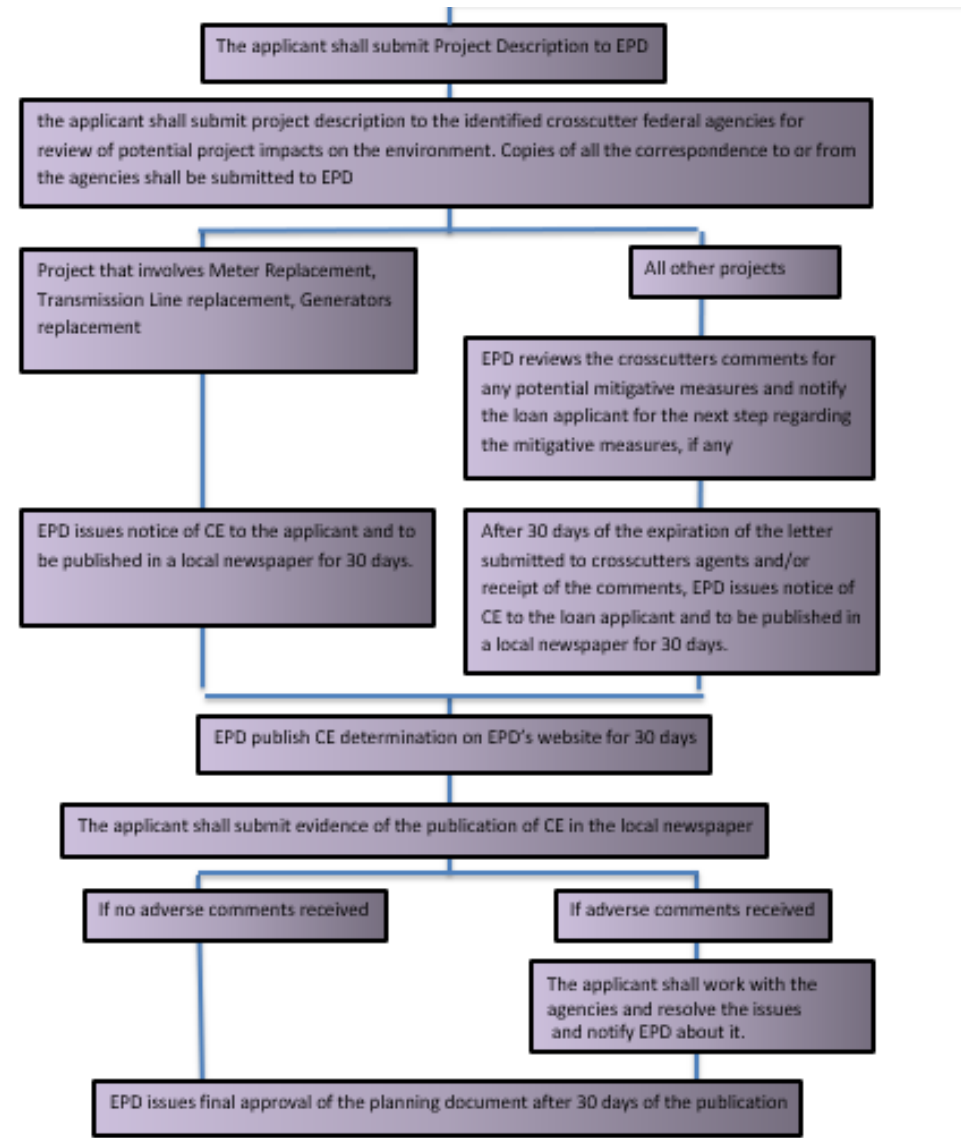 The applicant shall submit Project Description to EPD
the applicant shall submit project description to the identified crosscutter federal agencies for
review of potential project impacts on the environment. Copies of all the correspondence to or from
the agencies shall be submitted to EPD
Project that involves Meter Replacement,
Transmission Line replacement, Generators
replacement
All other projects
EPD reviews the crosscutters comments for
any potential mitigative measures and notify
the loan applicant for the next step regarding
the mitigative measures, if any
EPD issues notice of CE to the applicant and to
be published in a local newspaper for 30 days.
After 30 days of the expiration of the letter
submitted to crosscutters agents and/or
receipt of the comments, EPD issues notice of
CE to the loan applicant and to be published in
a local newspaper for 30 days.
EPD publish CE determination on EPD's website for 30 days
The applicant shall submit evidence of the publication of CE in the local newspaper
If no adverse comments received
If adverse comments received
The applicant shall work with the
agencies and resolve the issues
and notify EPD about it.
EPD issues final approval of the planning document after 30 days of the publication